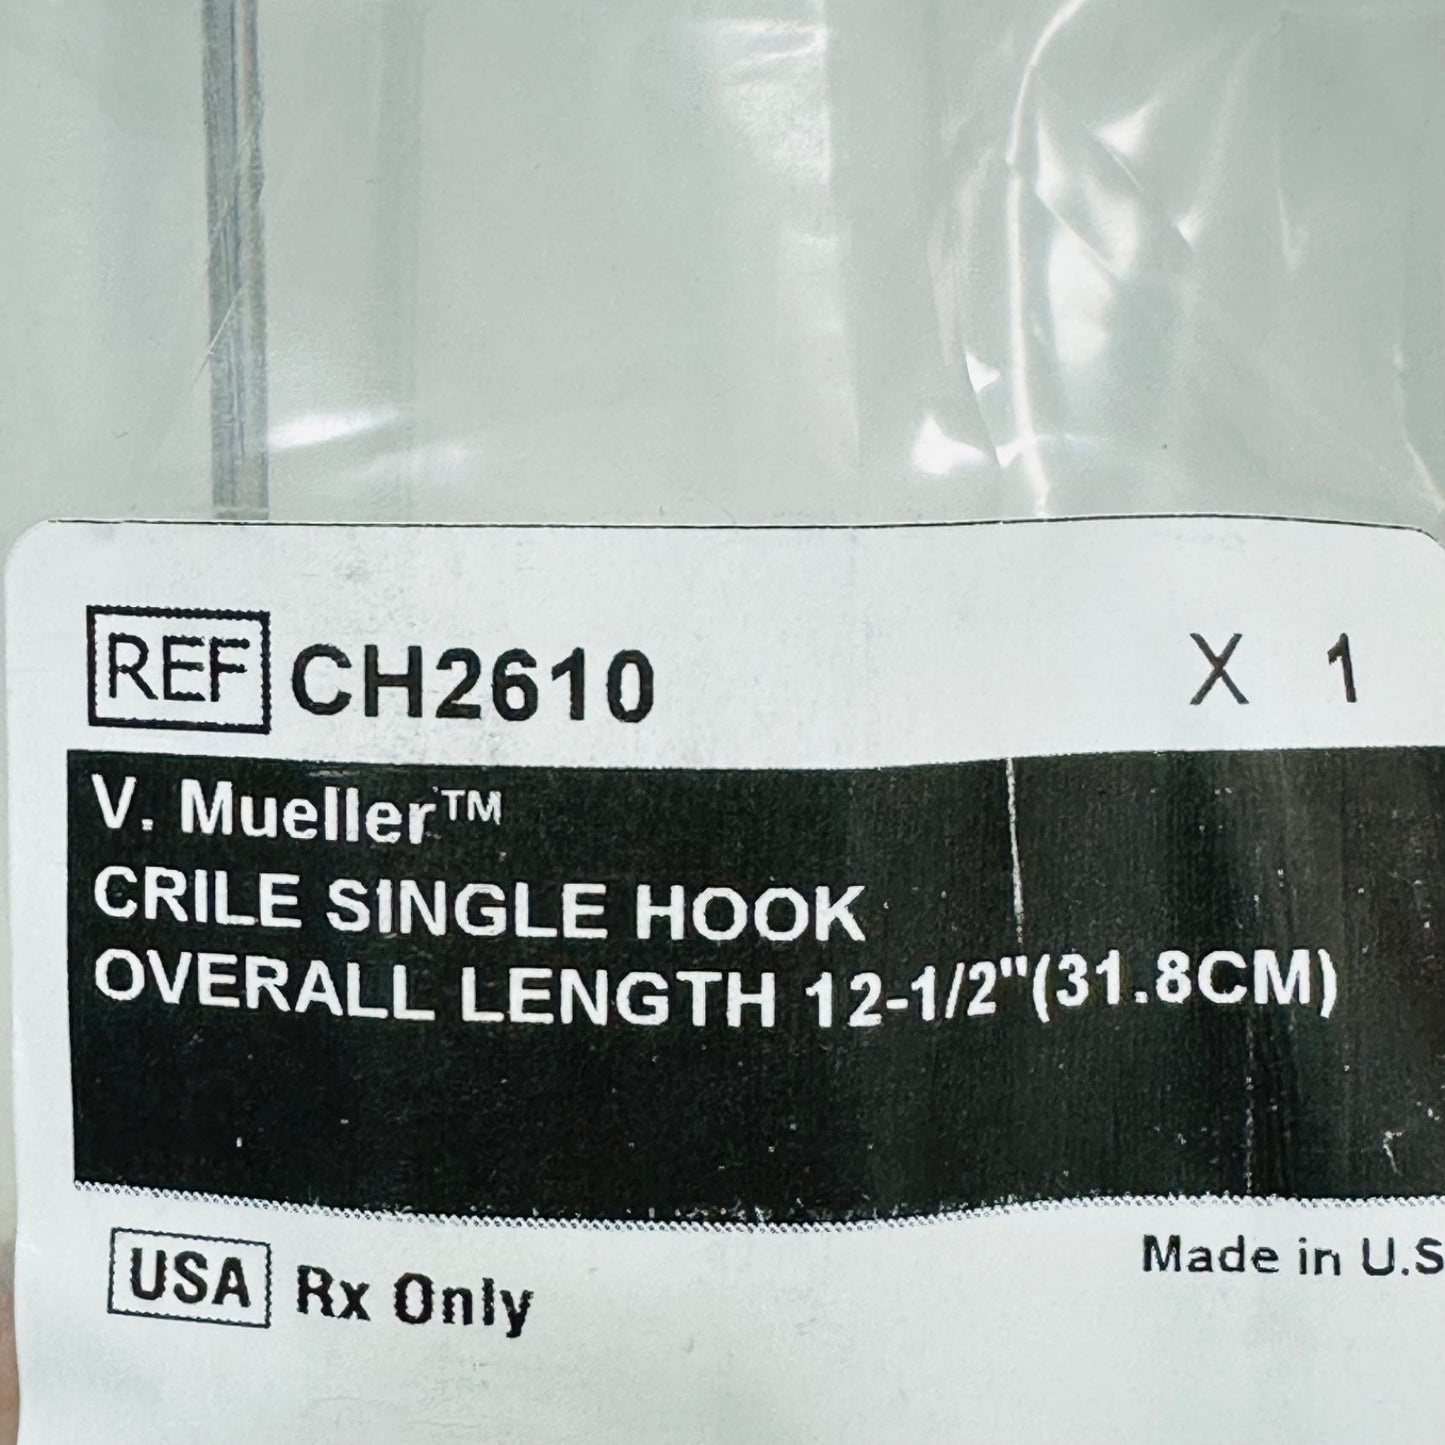 REF CH2610 X 1
V. Mueller™
CRILE SINGLE HOOK
OVERALL LENGTH 12-1/2"(31.8CM)
USA Rx Only
Made in U.S